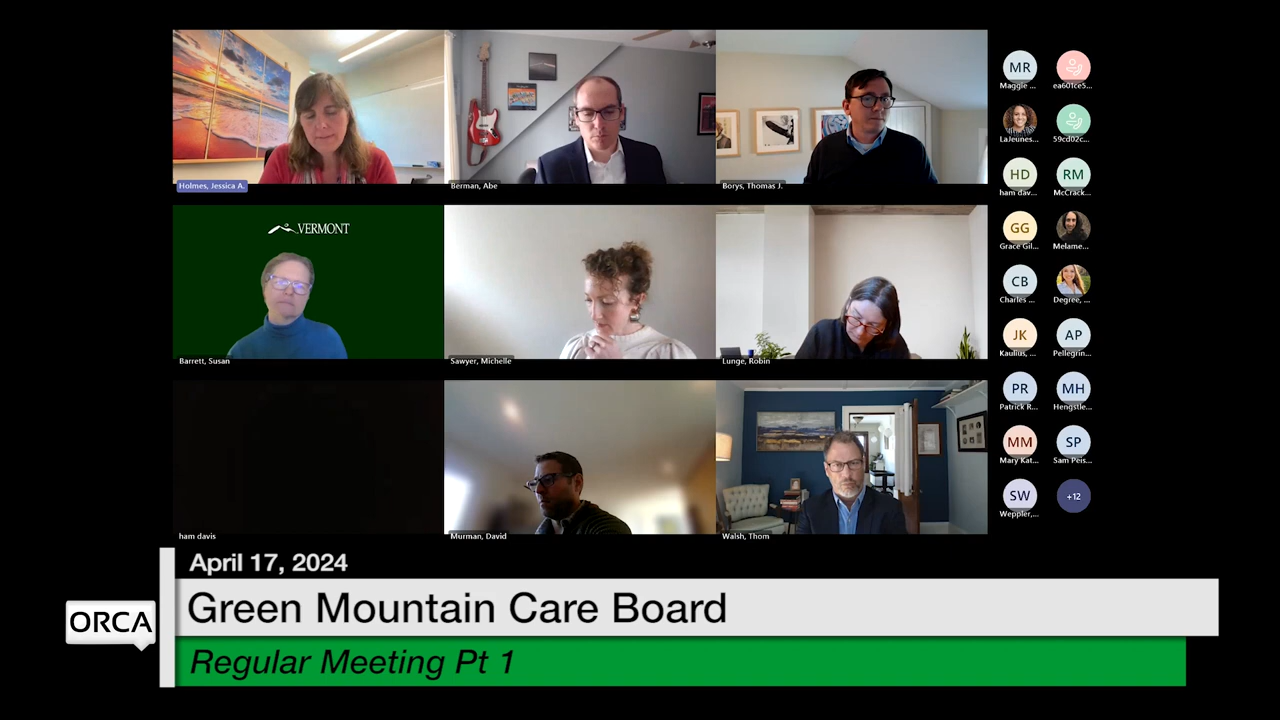 Holmes, Jessica A.
Berman, Abe
Borys, Thomas J.
VERMONT
Barrett, Susan
Sawyer, Michelle
Lunge, Robin
ham davis
Murman, David
Walsh, Thom
MR
Maggie ...
ea601ce5...
LaJeunes...
59cd02c...
HD
ham dav...
RM
McCrack...
GG
Grace Gil...
Melame...
CB
Charles ...
Degree, ...
JK
Kaulius, ...
AP
Pellegrin...
PR
Patrick R...
MH
Hengstle...
MM
Mary Kat...
SP
Sam Peis...
SW
Weppler,...
+12
April 17, 2024
ORCA
Green Mountain Care Board
Regular Meeting Pt 1